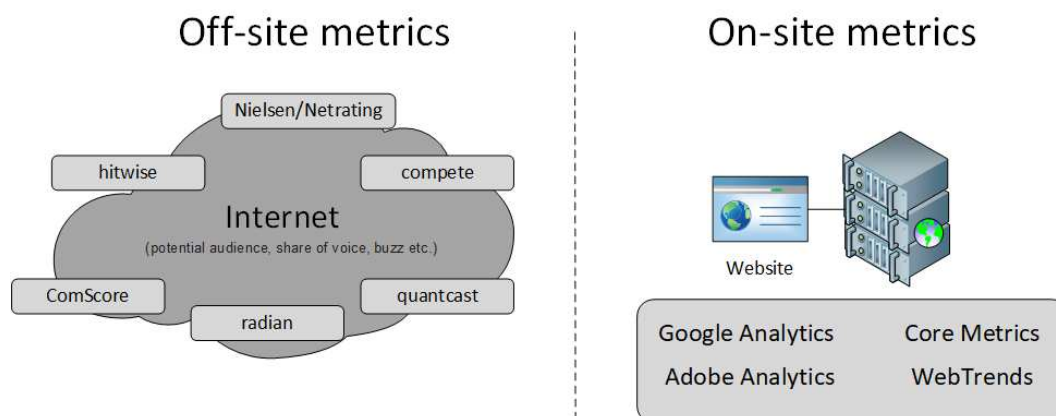 Off-site metrics
On-site metrics
Nielsen/Netrating
hitwise
compete
Internet
(potential audience, share of voice, buzz etc.)
ComScore
quantcast
radian
Website
Google Analytics
Core Metrics
Adobe Analytics
WebTrends